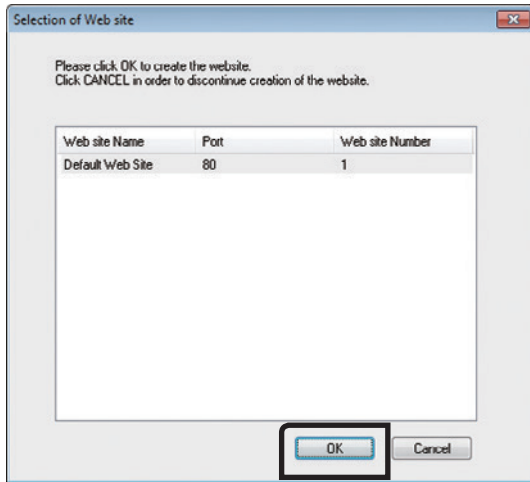 Selection of Web site
Please click OK to create the website.
Click CANCEL in order to discontinue creation of the website.
Web site Name Port Web site Number
Default Web Site 80 1
OK Cancel